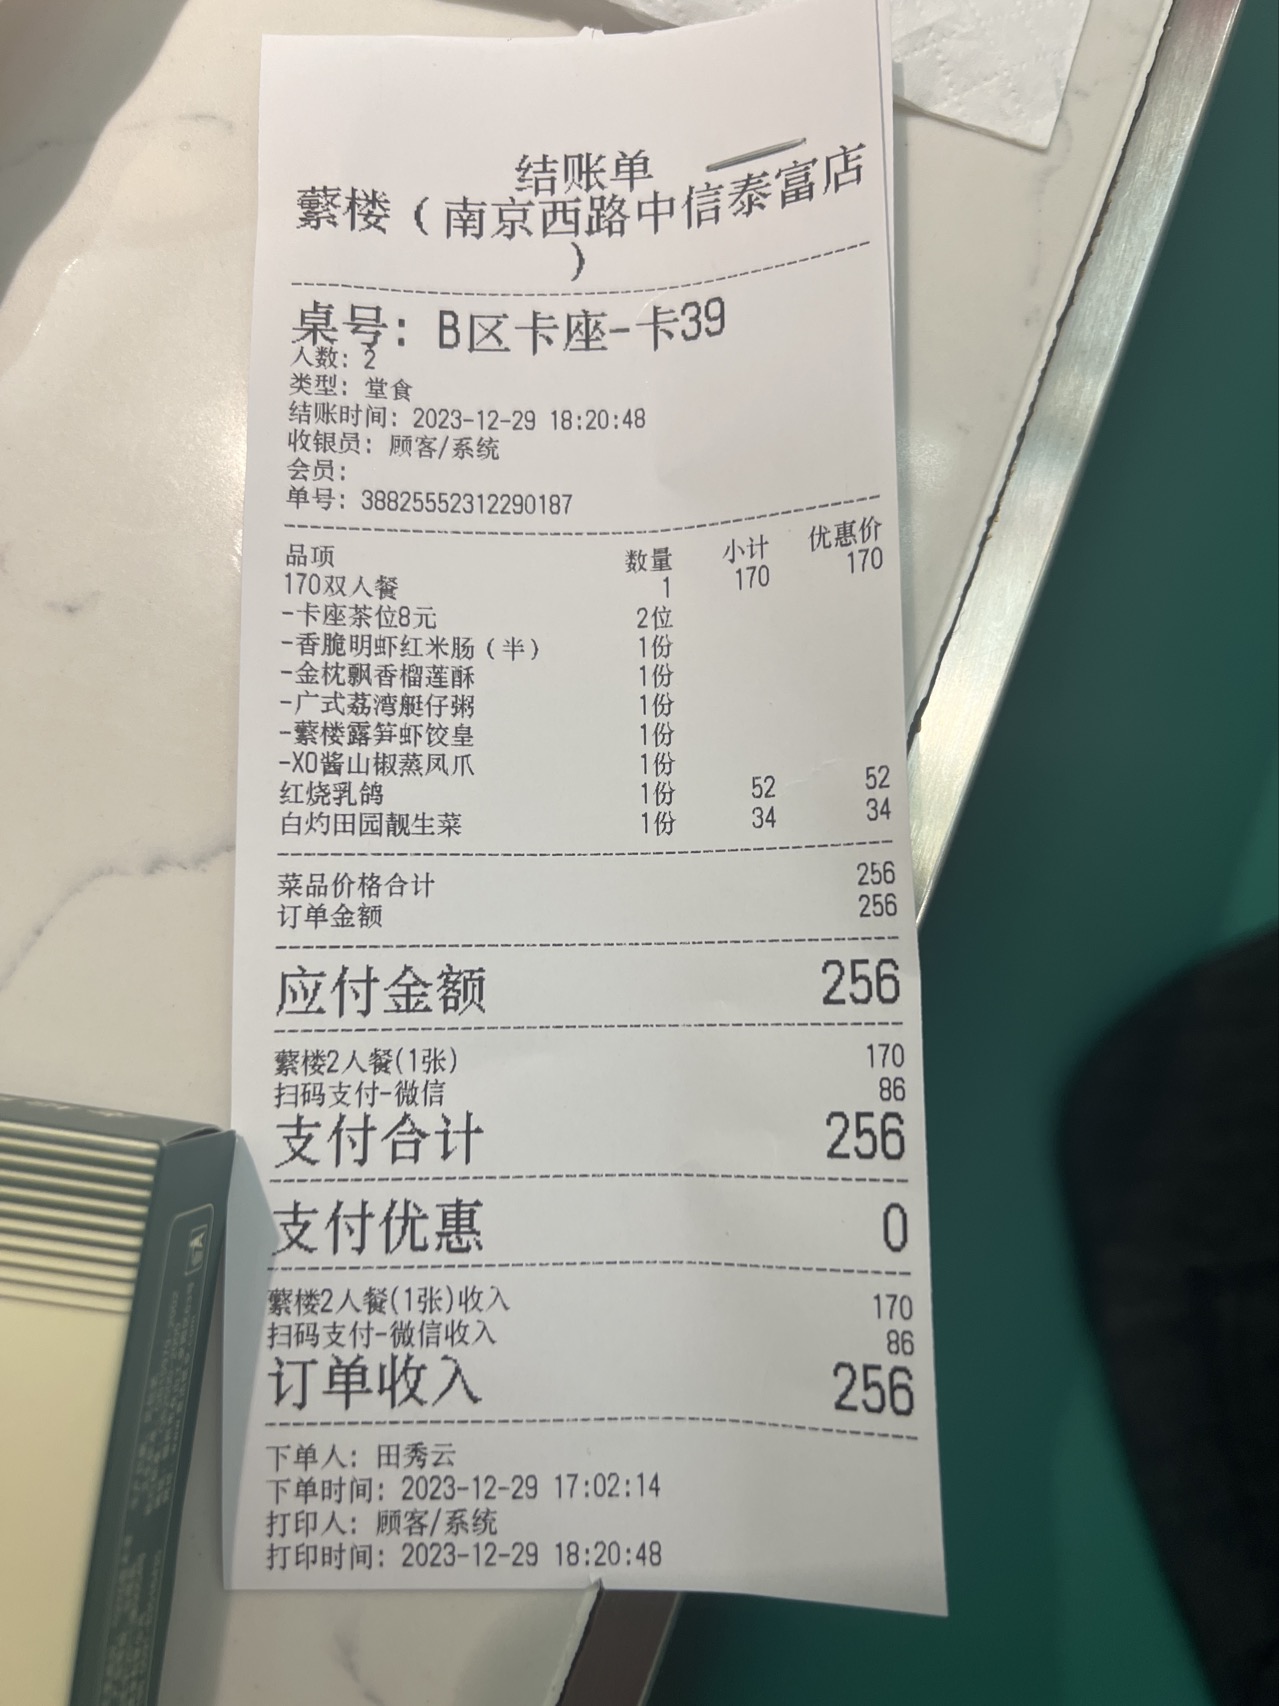 结账单
蘩楼（南京西路中信泰富店
）
桌号：B区卡座-卡39
人数：2
类型：堂食
结账时间：2023-12-29 18:20:48
收银员：顾客/系统
会员：
单号：38825552312290187
品项 数量 小计 优惠价
170双人餐 1 170 170
-卡座茶位8元 2位
-香脆明虾红米肠（半） 1份
-金枕飘香榴莲酥 1份
-广式荔湾艇仔粥 1份
-蘩楼露笋虾饺皇 1份
-XO酱山椒蒸凤爪 1份
红烧乳鸽 1份 52 52
白灼田园靓生菜 1份 34 34
菜品价格合计 256
订单金额 256
应付金额 256
蘩楼2人餐(1张) 170
扫码支付-微信 86
支付合计 256
支付优惠 0
蘩楼2人餐(1张)收入 170
扫码支付-微信收入 86
订单收入 256
下单人：田秀云
下单时间：2023-12-29 17:02:14
打印人：顾客/系统
打印时间：2023-12-29 18:20:48